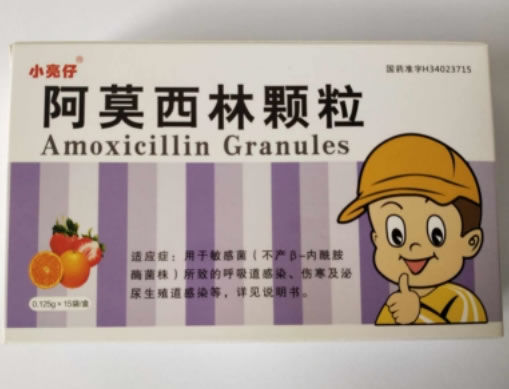 小亮仔®
国药准字H34023715
阿莫西林颗粒
Amoxicillin Granules
适应症：用于敏感菌（不产β-内酰胺
酶菌株）所致的呼吸道感染、伤寒及泌
尿生殖道感染等，详见说明书。
0.125g×15袋/盒